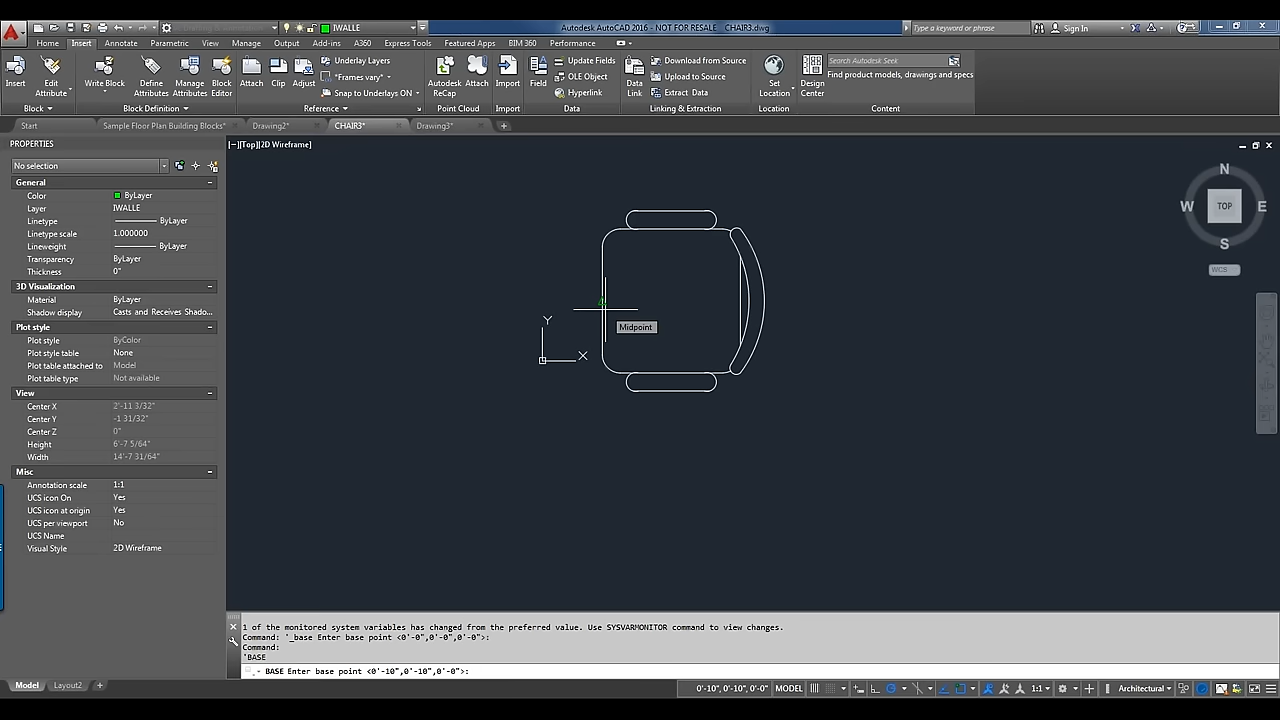 Drafting & Annotation
IWALLE
Autodesk AutoCAD 2016 - NOT FOR RESALE CHAIR3.dwg
Type a keyword or phrase
Sign In
Home Insert Annotate Parametric View Manage Output Add-ins A360 Express Tools Featured Apps BIM 360 Performance
Underlay Layers
Update Fields
Download from Source
Search Autodesk Seek
"Frames vary"
OLE Object
Upload to Source
Find product models, drawings and specs
Snap to Underlays ON
Hyperlink
Extract Data
Insert
Edit Attribute
Write Block
Define Attributes
Manage Attributes
Block Editor
Attach
Clip
Adjust
Autodesk ReCap
Attach
Import
Field
Data Link
Set Location
Design Center
Block
Block Definition
Reference
Point Cloud
Import
Data
Linking & Extraction
Location
Content
Start
Sample Floor Plan Building Blocks*
Drawing2*
CHAIR3*
Drawing3*
PROPERTIES
[−][Top][2D Wireframe]
No selection
General
Color ByLayer
Layer IWALLE
Linetype ByLayer
Linetype scale 1.000000
Lineweight ByLayer
Transparency ByLayer
Thickness 0"
3D Visualization
Material ByLayer
Shadow display Casts and Receives Shado...
Plot style
Plot style ByColor
Plot style table None
Plot table attached to Model
Plot table type Not available
View
Center X 2'-11 3/32"
Center Y -1 31/32"
Center Z 0"
Height 6'-7 5/64"
Width 14'-7 31/64"
Misc
Annotation scale 1:1
UCS icon On Yes
UCS icon at origin Yes
UCS per viewport No
UCS Name
Visual Style 2D Wireframe
N
W TOP E
S
WCS
Y
X
Midpoint
1 of the monitored system variables has changed from the preferred value. Use SYSVARMONITOR command to view changes.
Command: '_base Enter base point <0'-0",0'-0",0'-0">:
Command:
'BASE
BASE Enter base point <0'-10",0'-10",0'-0">:
Model
Layout2
0'-10", 0'-10", 0'-0"
MODEL
1:1
Architectural